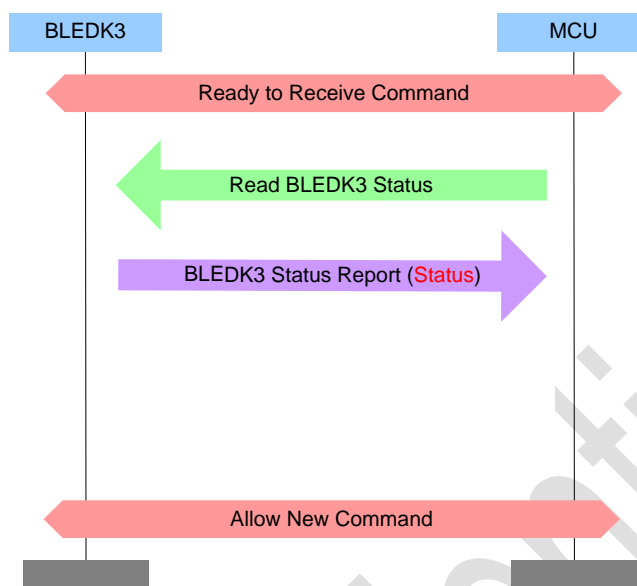 BLEDK3
MCU
Ready to Receive Command
Read BLEDK3 Status
BLEDK3 Status Report (Status)
Allow New Command